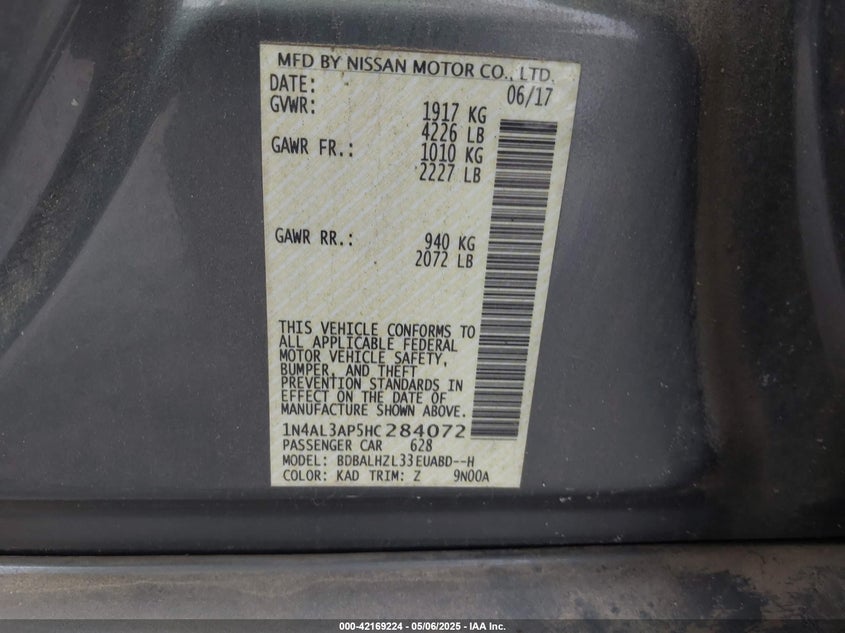 MFD BY NISSAN MOTOR CO., LTD.
DATE: 06/17
GVWR: 1917 KG
4226 LB
GAWR FR.: 1010 KG
2227 LB
GAWR RR.: 940 KG
2072 LB
THIS VEHICLE CONFORMS TO
ALL APPLICABLE FEDERAL
MOTOR VEHICLE SAFETY,
BUMPER, AND THEFT
PREVENTION STANDARDS IN
EFFECT ON THE DATE OF
MANUFACTURE SHOWN ABOVE.
1N4AL3AP5HC284072
PASSENGER CAR 628
MODEL: BDBALHZL33EUABD--H
COLOR: KAD TRIM: Z 9N00A
000-42169224 | 05/06/2025 - IAA Inc.